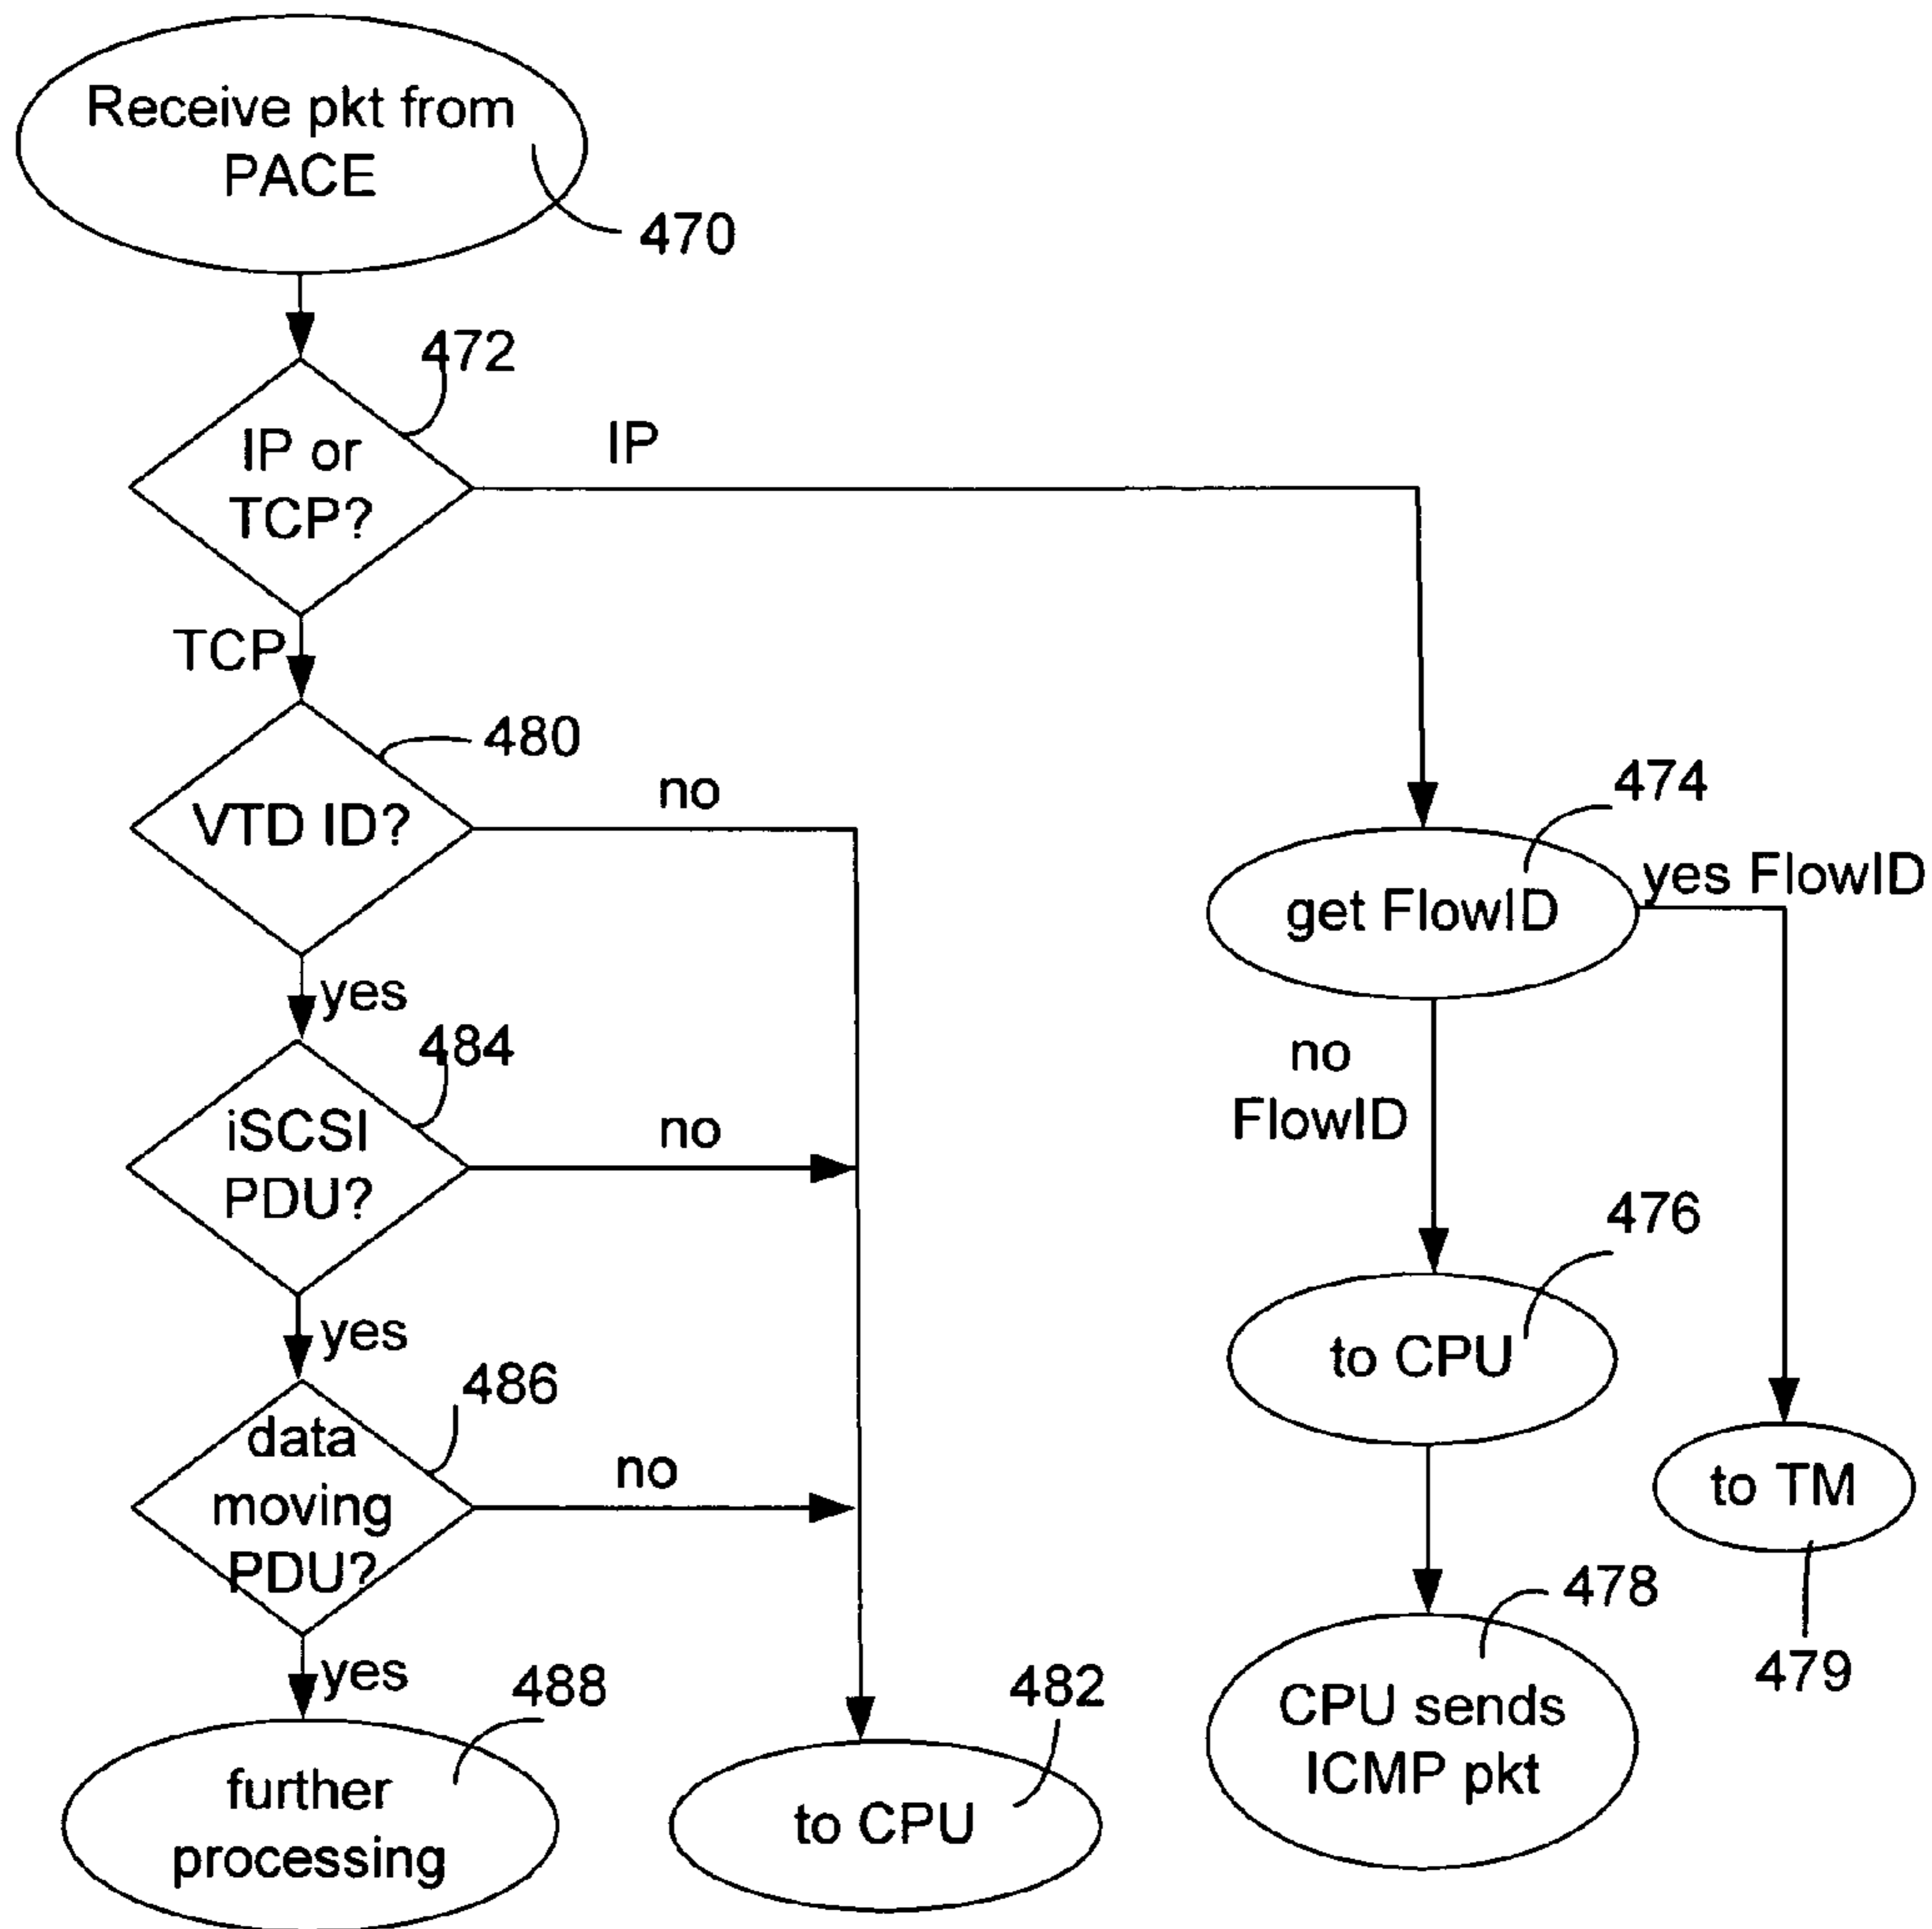 Receive pkt from
PACE
470
472
IP or
TCP?
IP
TCP
480
VTD ID?
no
yes
474
get FlowID
yes FlowID
484
iSCSI
PDU?
no
yes
no
FlowID
476
to CPU
486
data
moving
PDU?
no
yes
to TM
479
478
CPU sends
ICMP pkt
488
further
processing
482
to CPU